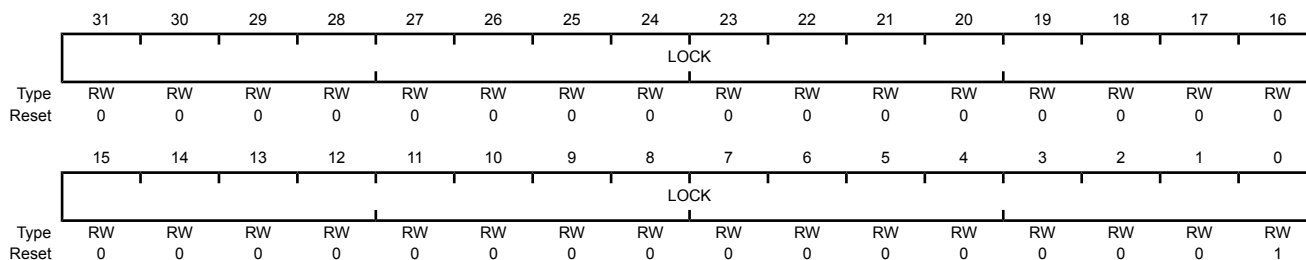 31 30 29 28 27 26 25 24 23 22 21 20 19 18 17 16
LOCK
Type RW RW RW RW RW RW RW RW RW RW RW RW RW RW RW RW
Reset 0 0 0 0 0 0 0 0 0 0 0 0 0 0 0 0
15 14 13 12 11 10 9 8 7 6 5 4 3 2 1 0
LOCK
Type RW RW RW RW RW RW RW RW RW RW RW RW RW RW RW RW
Reset 0 0 0 0 0 0 0 0 0 0 0 0 0 0 0 1